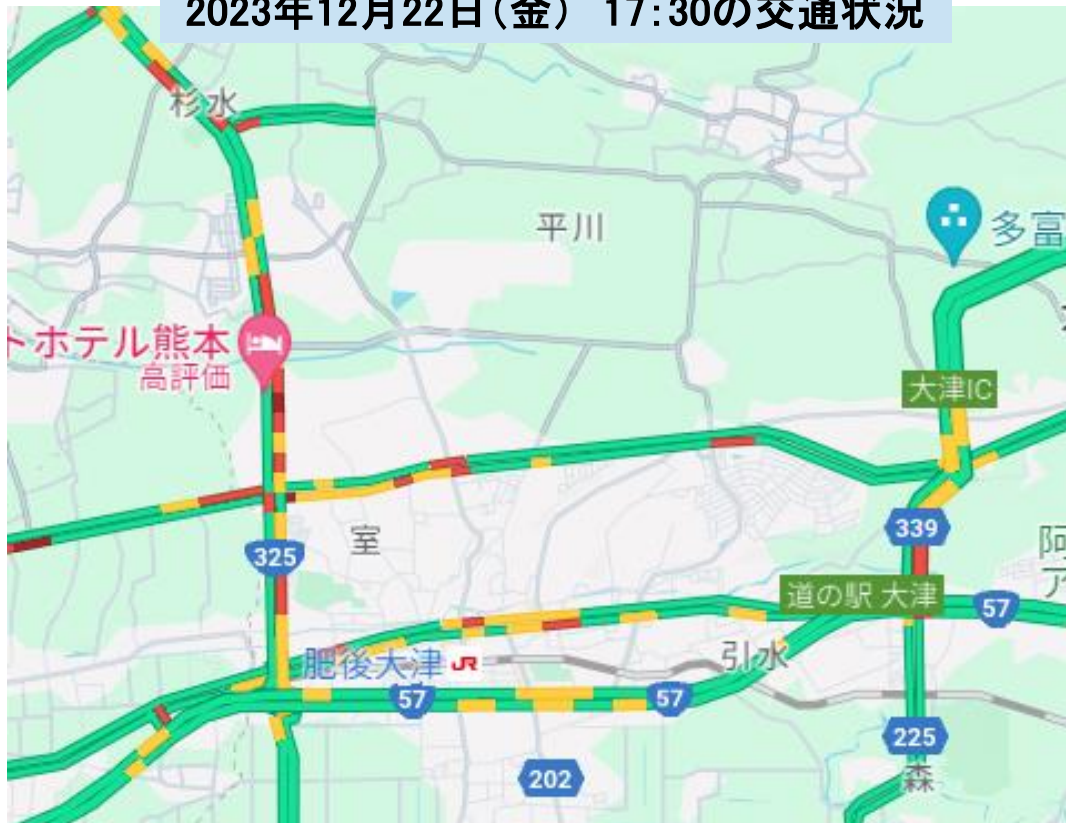 2023年12月22日(金) 17:30の交通状況
杉水
平川
多富
トホテル熊本
高評価
大津IC
339
室
325
阿
道の駅 大津
57
肥後大津
JR
引水
57
57
225
202
森